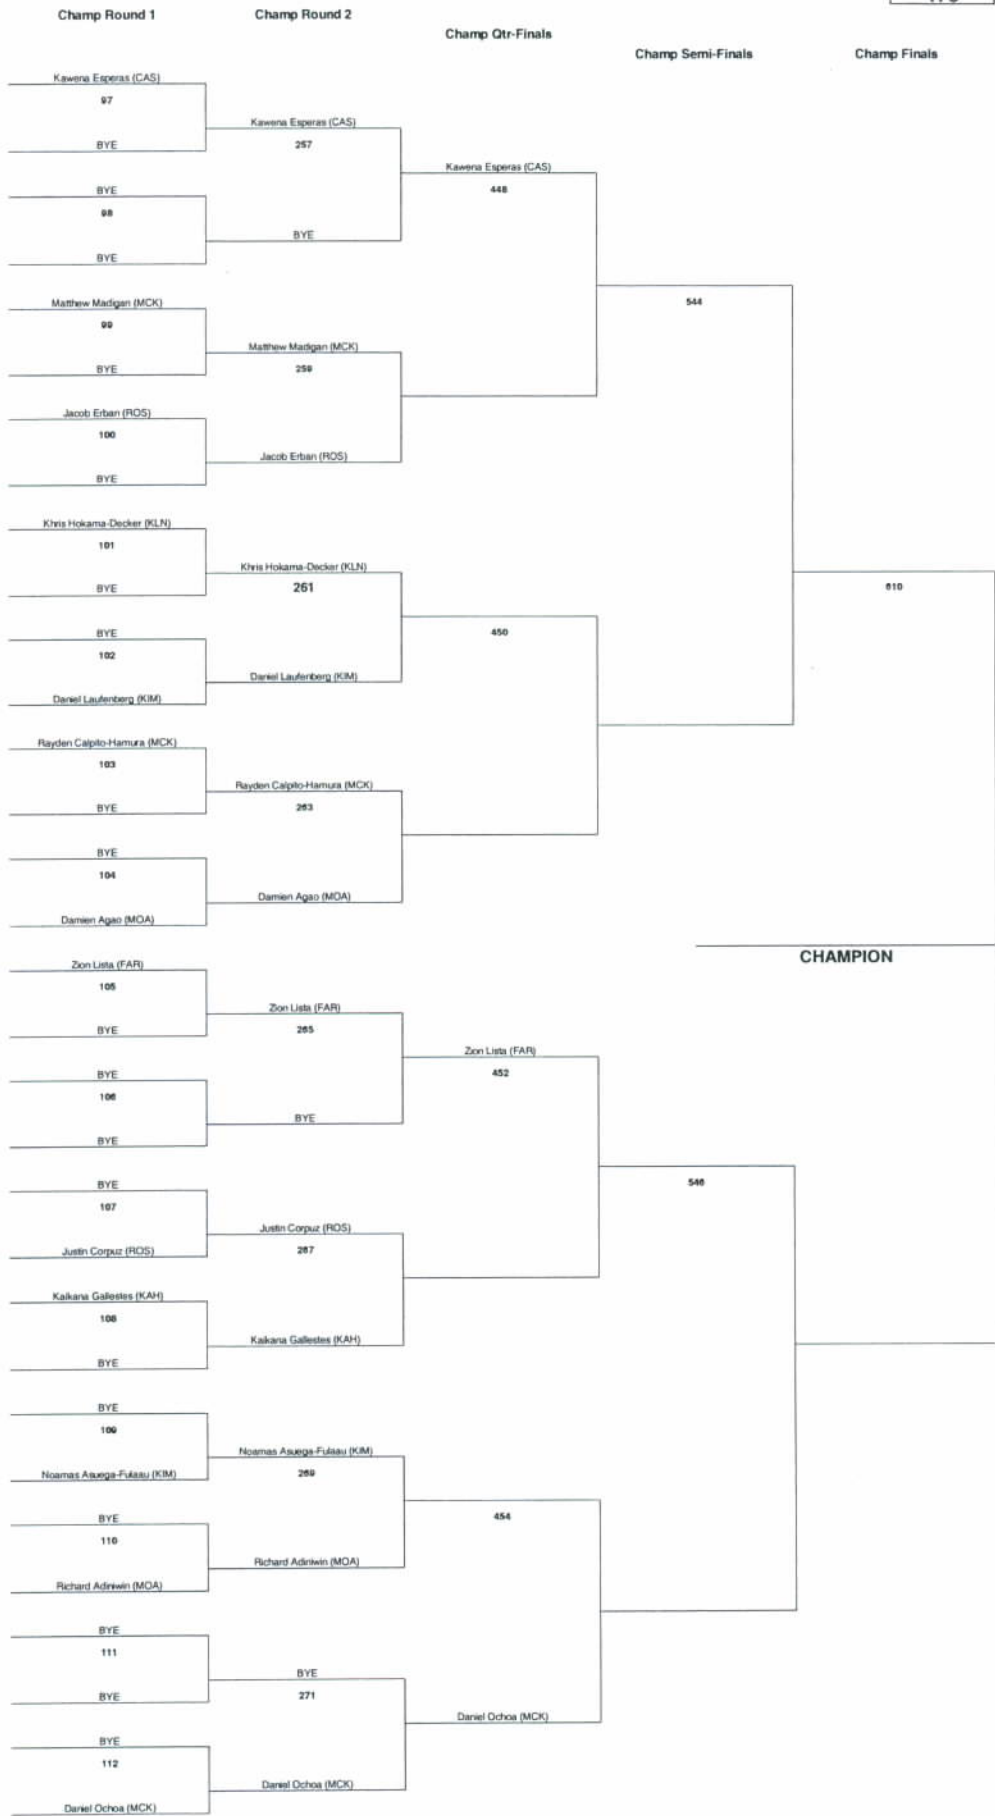 Champ Round 1
Champ Round 2
Champ Qtr-Finals
Champ Semi-Finals
Champ Finals
Kawena Esperas (CAS)
97
BYE
BYE
98
BYE
Matthew Madigan (MCK)
99
BYE
Jacob Erban (ROS)
100
BYE
Khris Hokama-Decker (KLN)
101
BYE
BYE
102
Daniel Laufenberg (KIM)
Rayden Calpito-Hamura (MCK)
103
BYE
BYE
104
Damien Agao (MOA)
Zion Lista (FAR)
105
BYE
BYE
106
BYE
BYE
107
Justin Corpuz (ROS)
Kaikana Gallestes (KAH)
108
BYE
BYE
109
Noamas Asuega-Fulaau (KIM)
BYE
110
Richard Adiniwin (MOA)
BYE
111
BYE
BYE
112
Daniel Ochoa (MCK)
Kawena Esperas (CAS)
257
BYE
Matthew Madigan (MCK)
259
Jacob Erban (ROS)
Khris Hokama-Decker (KLN)
261
Daniel Laufenberg (KIM)
Rayden Calpito-Hamura (MCK)
263
Damien Agao (MOA)
Zion Lista (FAR)
265
BYE
Justin Corpuz (ROS)
267
Kaikana Gallestes (KAH)
Noamas Asuega-Fulaau (KIM)
269
Richard Adiniwin (MOA)
BYE
271
Daniel Ochoa (MCK)
Kawena Esperas (CAS)
448
450
Zion Lista (FAR)
452
454
Daniel Ochoa (MCK)
544
546
610
CHAMPION